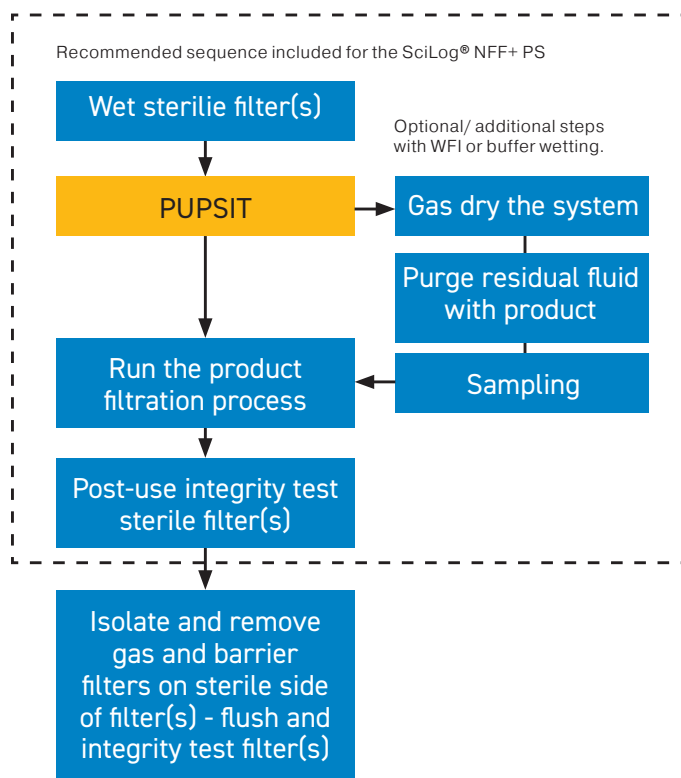 Recommended sequence included for the SciLog® NFF+ PS
Wet sterilie filter(s)
Optional/ additional steps
with WFI or buffer wetting.
PUPSIT
Gas dry the system
Purge residual fluid
with product
Run the product
filtration process
Sampling
Post-use integrity test
sterile filter(s)
Isolate and remove
gas and barrier
filters on sterile side
of filter(s) - flush and
integrity test filter(s)